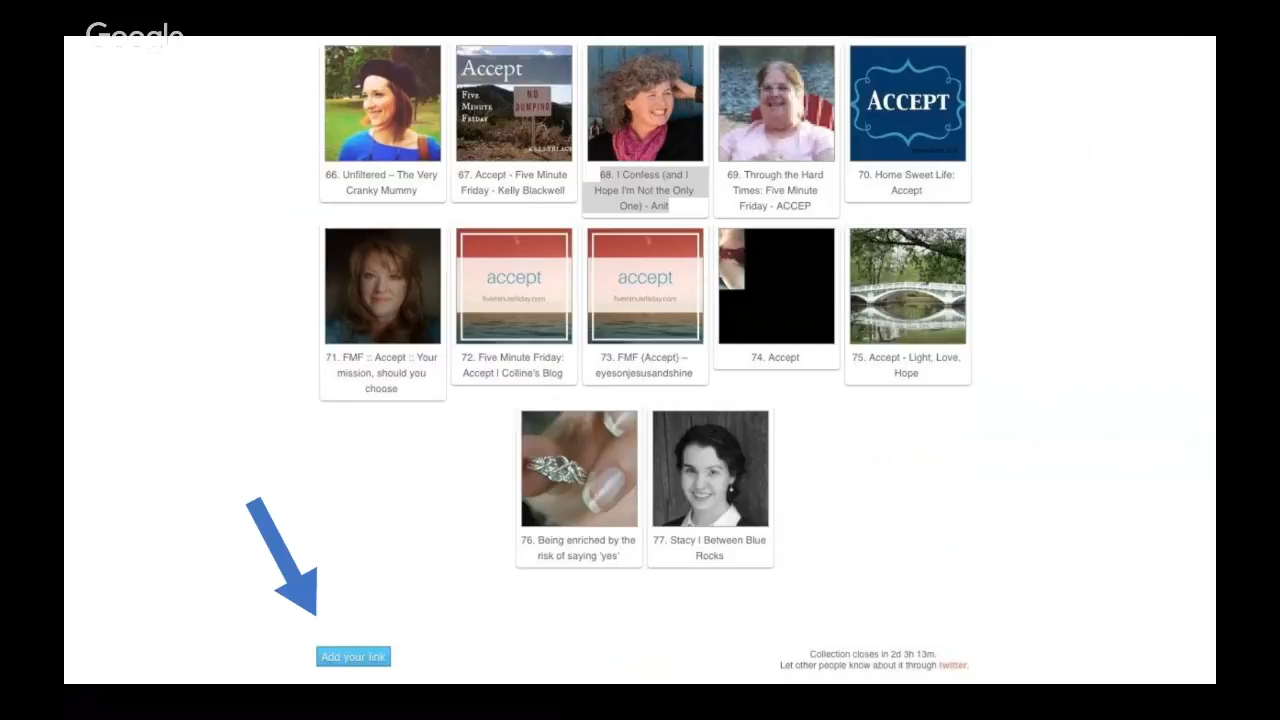 Google
Accept
FIVE
MINUTE
FRIDAY
NO
DUMPING
ACCEPT
66. Unfiltered – The Very
Cranky Mummy
67. Accept - Five Minute
Friday - Kelly Blackwell
68. I Confess (and I
Hope I'm Not the Only
One) - Anit
69. Through the Hard
Times: Five Minute
Friday - ACCEP
70. Home Sweet Life:
Accept
accept
fiveminutefriday.com
accept
fiveminutefriday.com
71. FMF :: Accept :: Your
mission, should you
choose
72. Five Minute Friday:
Accept | Colline's Blog
73. FMF {Accept} –
eyesonjesusandshine
74. Accept
75. Accept - Light, Love,
Hope
76. Being enriched by the
risk of saying 'yes'
77. Stacy | Between Blue
Rocks
Add your link
Collection closes in 2d 3h 13m.
Let other people know about it through twitter.